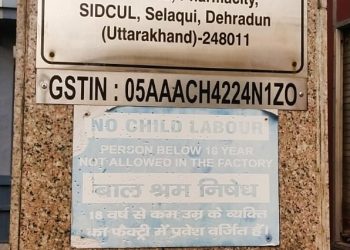 Pharmacity,
SIDCUL, Selaqui, Dehradun
(Uttarakhand)-248011
GSTIN : 05AAACH4224N1ZO
NO CHILD LABOUR
PERSON BELOW 18 YEAR
NOT ALLOWED IN THE FACTORY
बाल श्रम निषेध
18 वर्ष से कम उम्र के व्यक्ति
का फैक्ट्री में प्रवेश वर्जित हैं